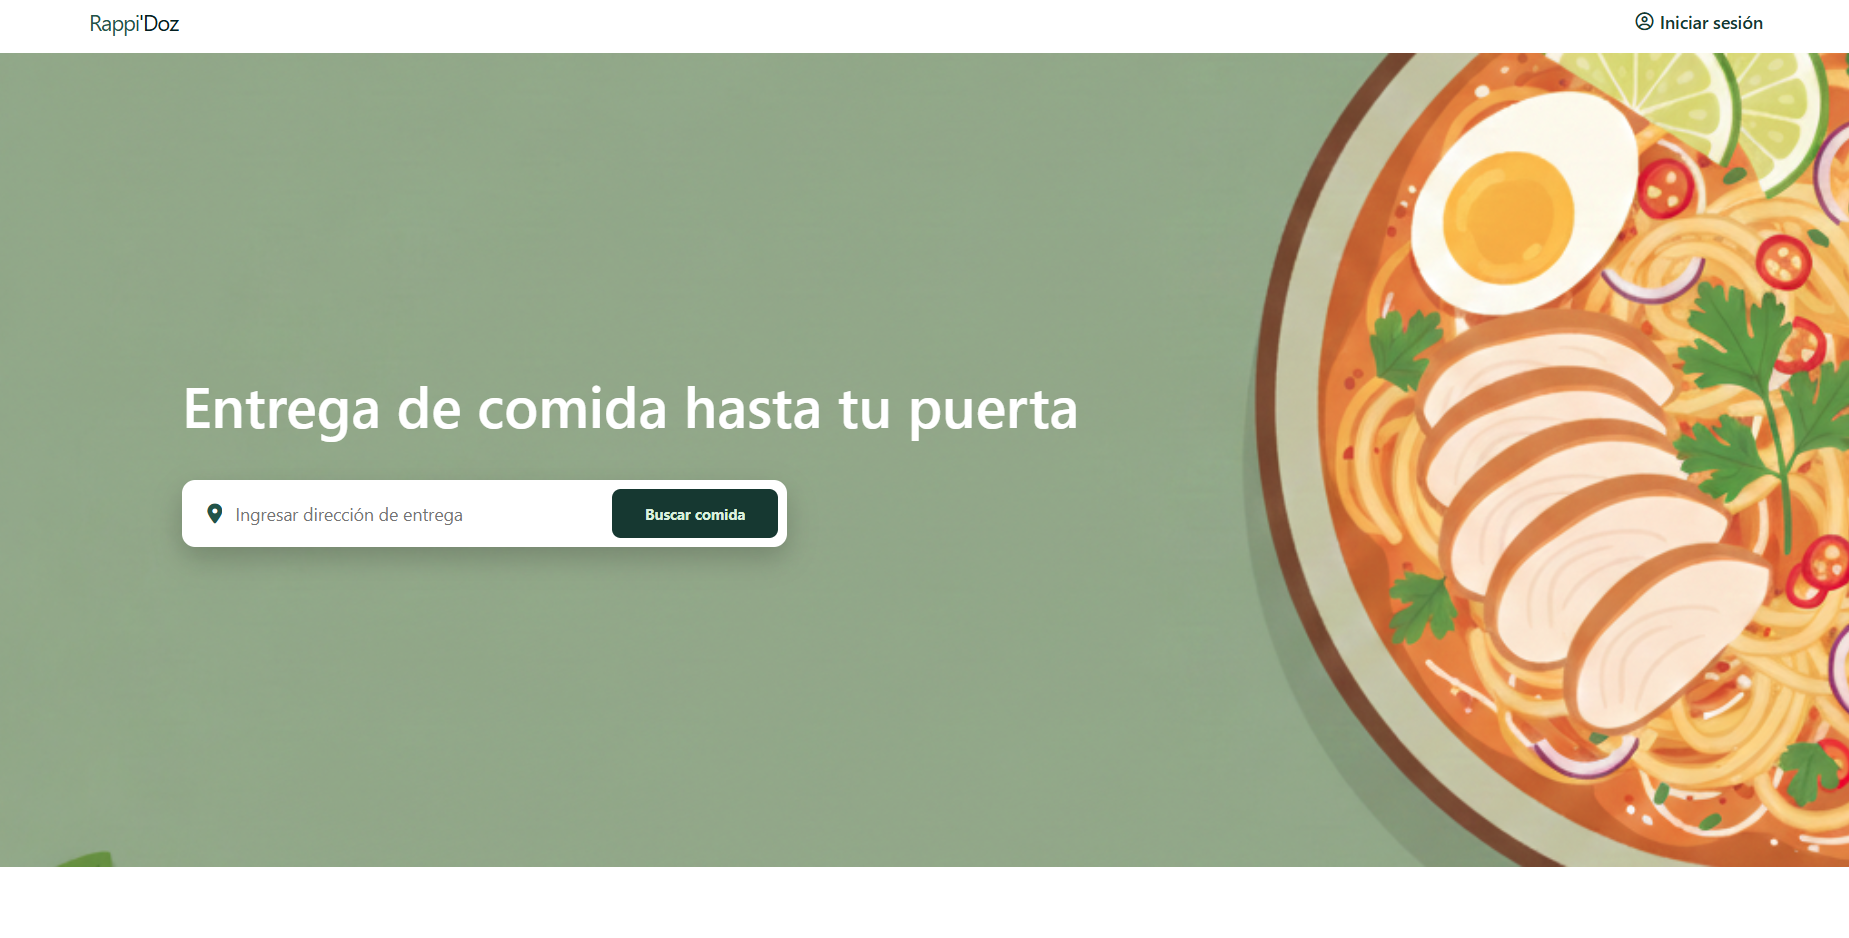 Rappi'Doz
Iniciar sesión
Entrega de comida hasta tu puerta
Ingresar dirección de entrega
Buscar comida